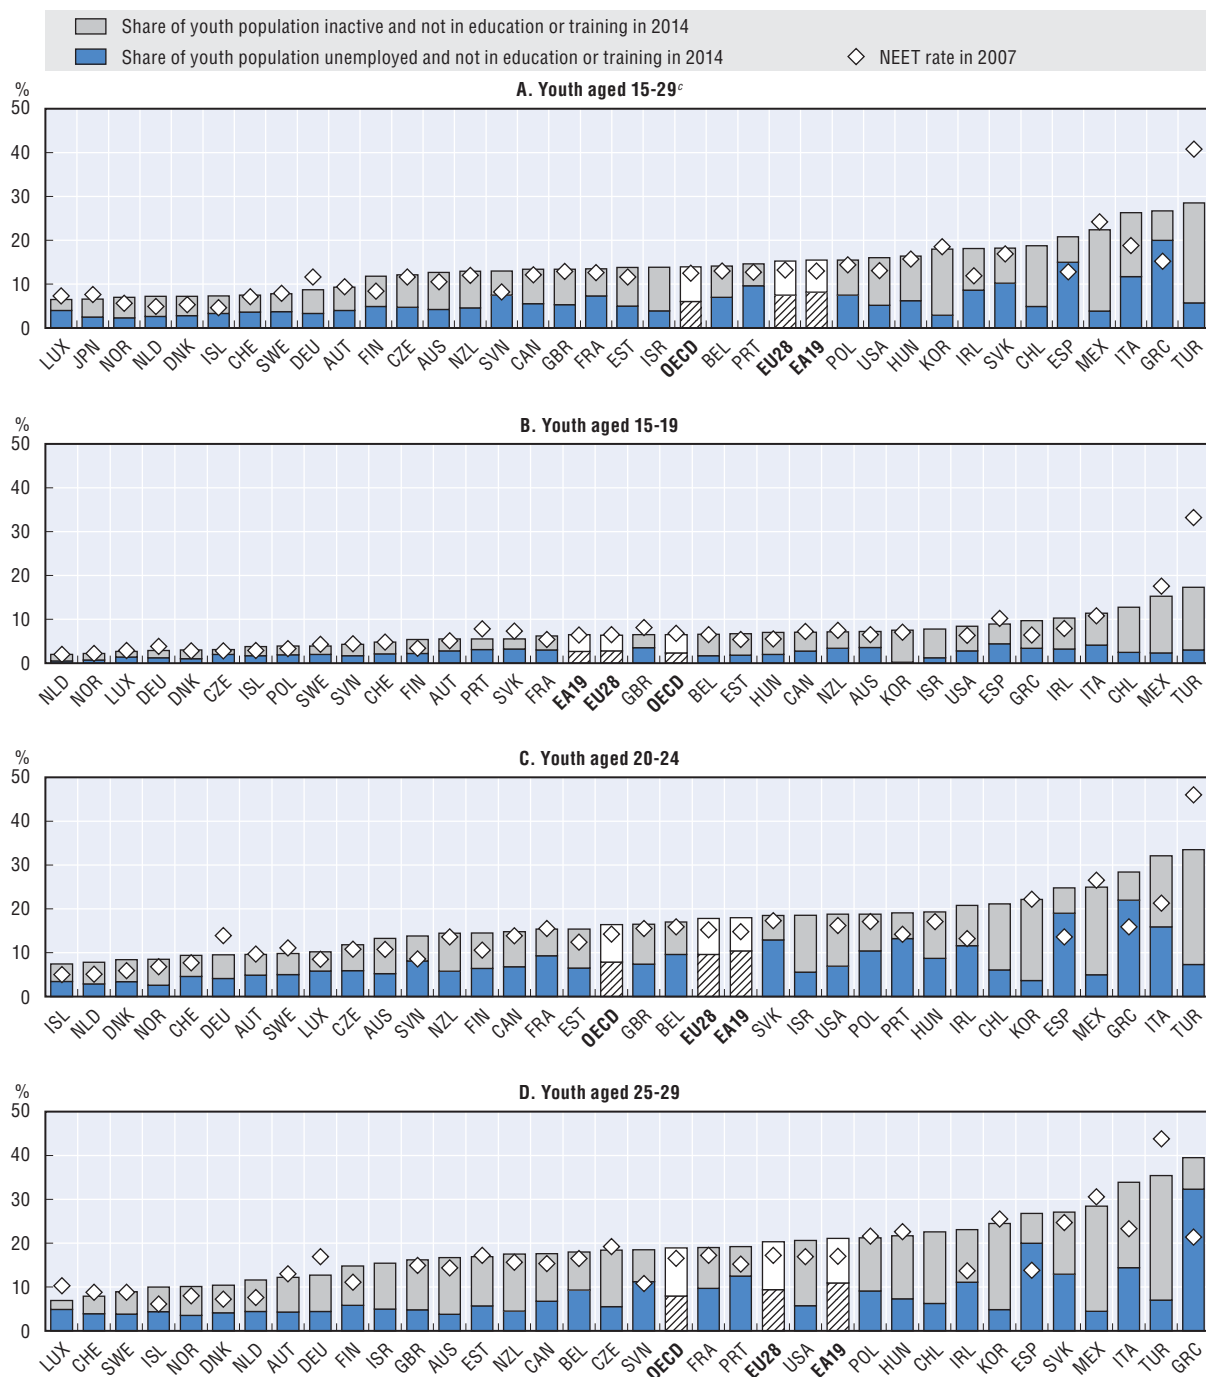 Share of youth population inactive and not in education or training in 2014
Share of youth population unemployed and not in education or training in 2014 NEET rate in 2007
A. Youth aged 15-29c
%
50
40
30
20
10
0
LUX JPN NOR NLD DNK ISL CHE SWE DEU AUT FIN CZE AUS NZL SVN CAN GBR FRA EST ISR OECD BEL PRT EU28 EA19 POL USA HUN KOR IRL SVK CHL ESP MEX ITA GRC TUR
B. Youth aged 15-19
%
50
40
30
20
10
0
NLD NOR LUX DEU DNK CZE ISL POL SWE SVN CHE FIN AUT PRT SVK FRA EA19 EU28 GBR OECD BEL EST HUN CAN NZL AUS KOR ISR USA ESP GRC IRL ITA CHL MEX TUR
C. Youth aged 20-24
%
50
40
30
20
10
0
ISL NLD DNK NOR CHE DEU AUT SWE LUX CZE AUS SVN NZL FIN CAN FRA EST OECD GBR BEL EU28 EA19 SVK ISR USA POL PRT HUN IRL CHL KOR ESP MEX GRC ITA TUR
D. Youth aged 25-29
%
50
40
30
20
10
0
LUX CHE SWE ISL NOR DNK NLD AUT DEU FIN ISR GBR AUS EST NZL CAN BEL CZE SVN OECD FRA PRT EU28 USA EA19 POL HUN CHL IRL KOR ESP SVK MEX ITA TUR GRC